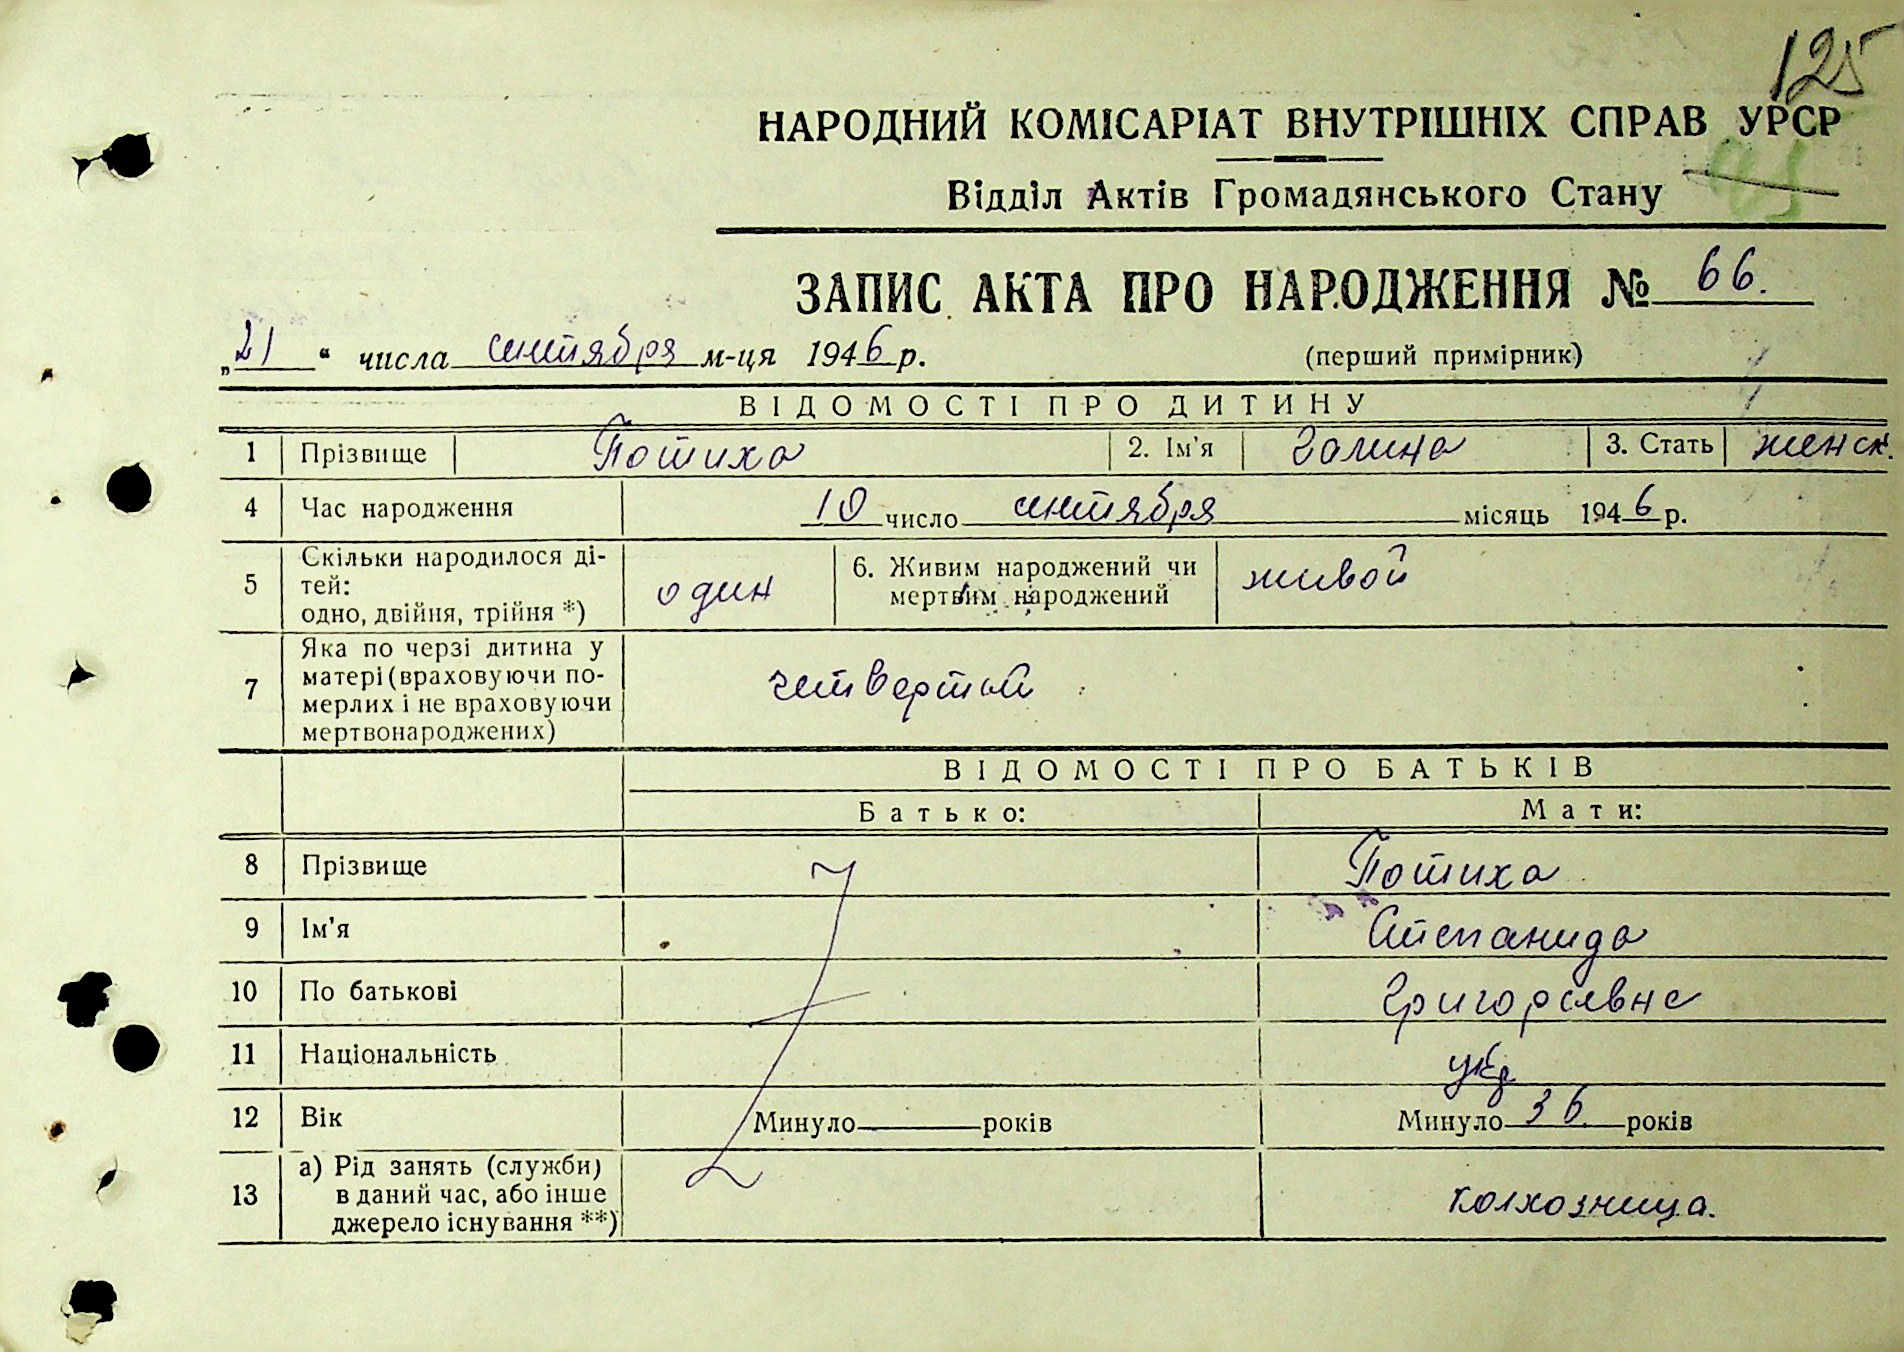 125
НАРОДНИЙ КОМІСАРІАТ ВНУТРІШНІХ СПРАВ УРСР
Відділ Актів Громадянського Стану
ЗАПИС АКТА ПРО НАРОДЖЕННЯ № 66.
„21“ числа сентября м-ця 1946 р. (перший примірник)
ВІДОМОСТІ ПРО ДИТИНУ
1 Прізвище Потиха 2. Ім'я Галина 3. Стать женск.
4 Час народження 10 число сентября місяць 1946 р.
5 Скільки народилося ді-
тей:
одно, двійня, трійня *) один 6. Живим народжений чи
мертвим народжений живой
7 Яка по черзі дитина у
матері (враховуючи по-
мерлих і не враховуючи
мертвонароджених) четвертый
ВІДОМОСТІ ПРО БАТЬКІВ
Батько: Мати:
8 Прізвище Потиха
9 Ім'я Степанида
10 По батькові Григорьевна
11 Національність укр
12 Вік Минуло років Минуло 36 років
13 а) Рід занять (служби)
в даний час, або інше
джерело існування **) колхозница.